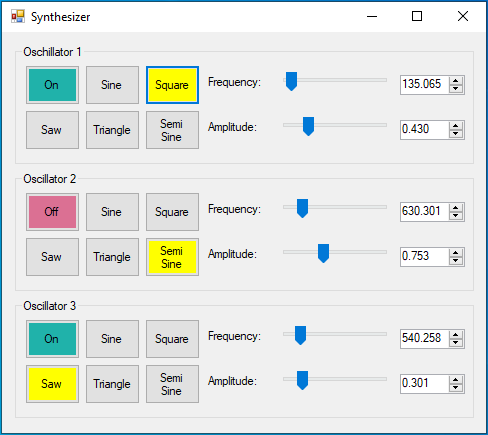 Synthesizer
Oschillator 1
On Sine Square Frequency: 135.065
Saw Triangle Semi Sine Amplitude: 0.430
Oscillator 2
Off Sine Square Frequency: 630.301
Saw Triangle Semi Sine Amplitude: 0.753
Oscillator 3
On Sine Square Frequency: 540.258
Saw Triangle Semi Sine Amplitude: 0.301